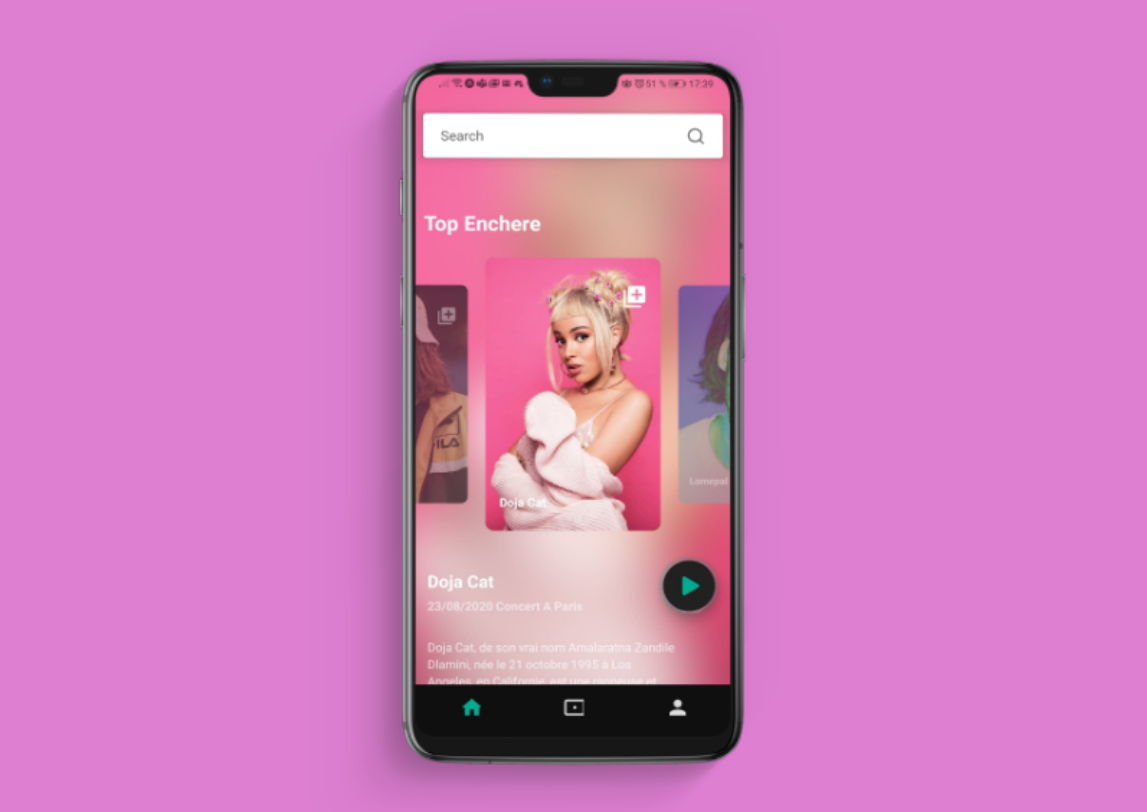 51 % 17:39
Search
Top Enchere
ILA
Doja Cat
Lomepal
Doja Cat
23/08/2020 Concert A Paris
Doja Cat, de son vrai nom Amalaratna Zandile
Dlamini, née le 21 octobre 1995 à Los
Angeles, en Californie, est une rappeuse et